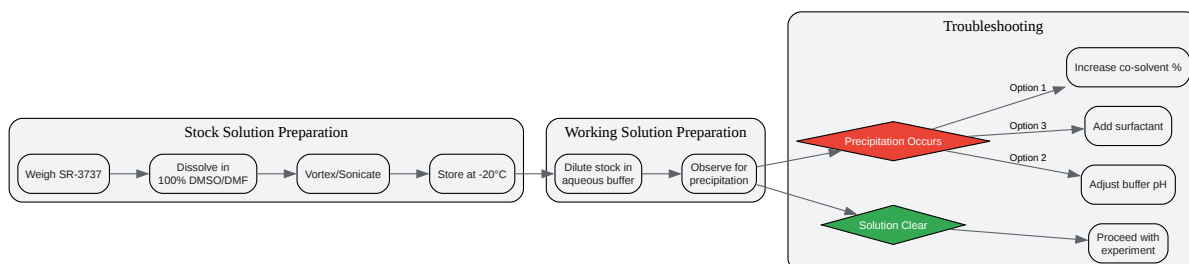 Stock Solution Preparation
Weigh SR-3737
Dissolve in
100% DMSO/DMF
Vortex/Sonicate
Store at -20°C
Working Solution Preparation
Dilute stock in
aqueous buffer
Observe for
precipitation
Troubleshooting
Precipitation Occurs
Option 1
Increase co-solvent %
Option 3
Add surfactant
Option 2
Adjust buffer pH
Solution Clear
Proceed with
experiment